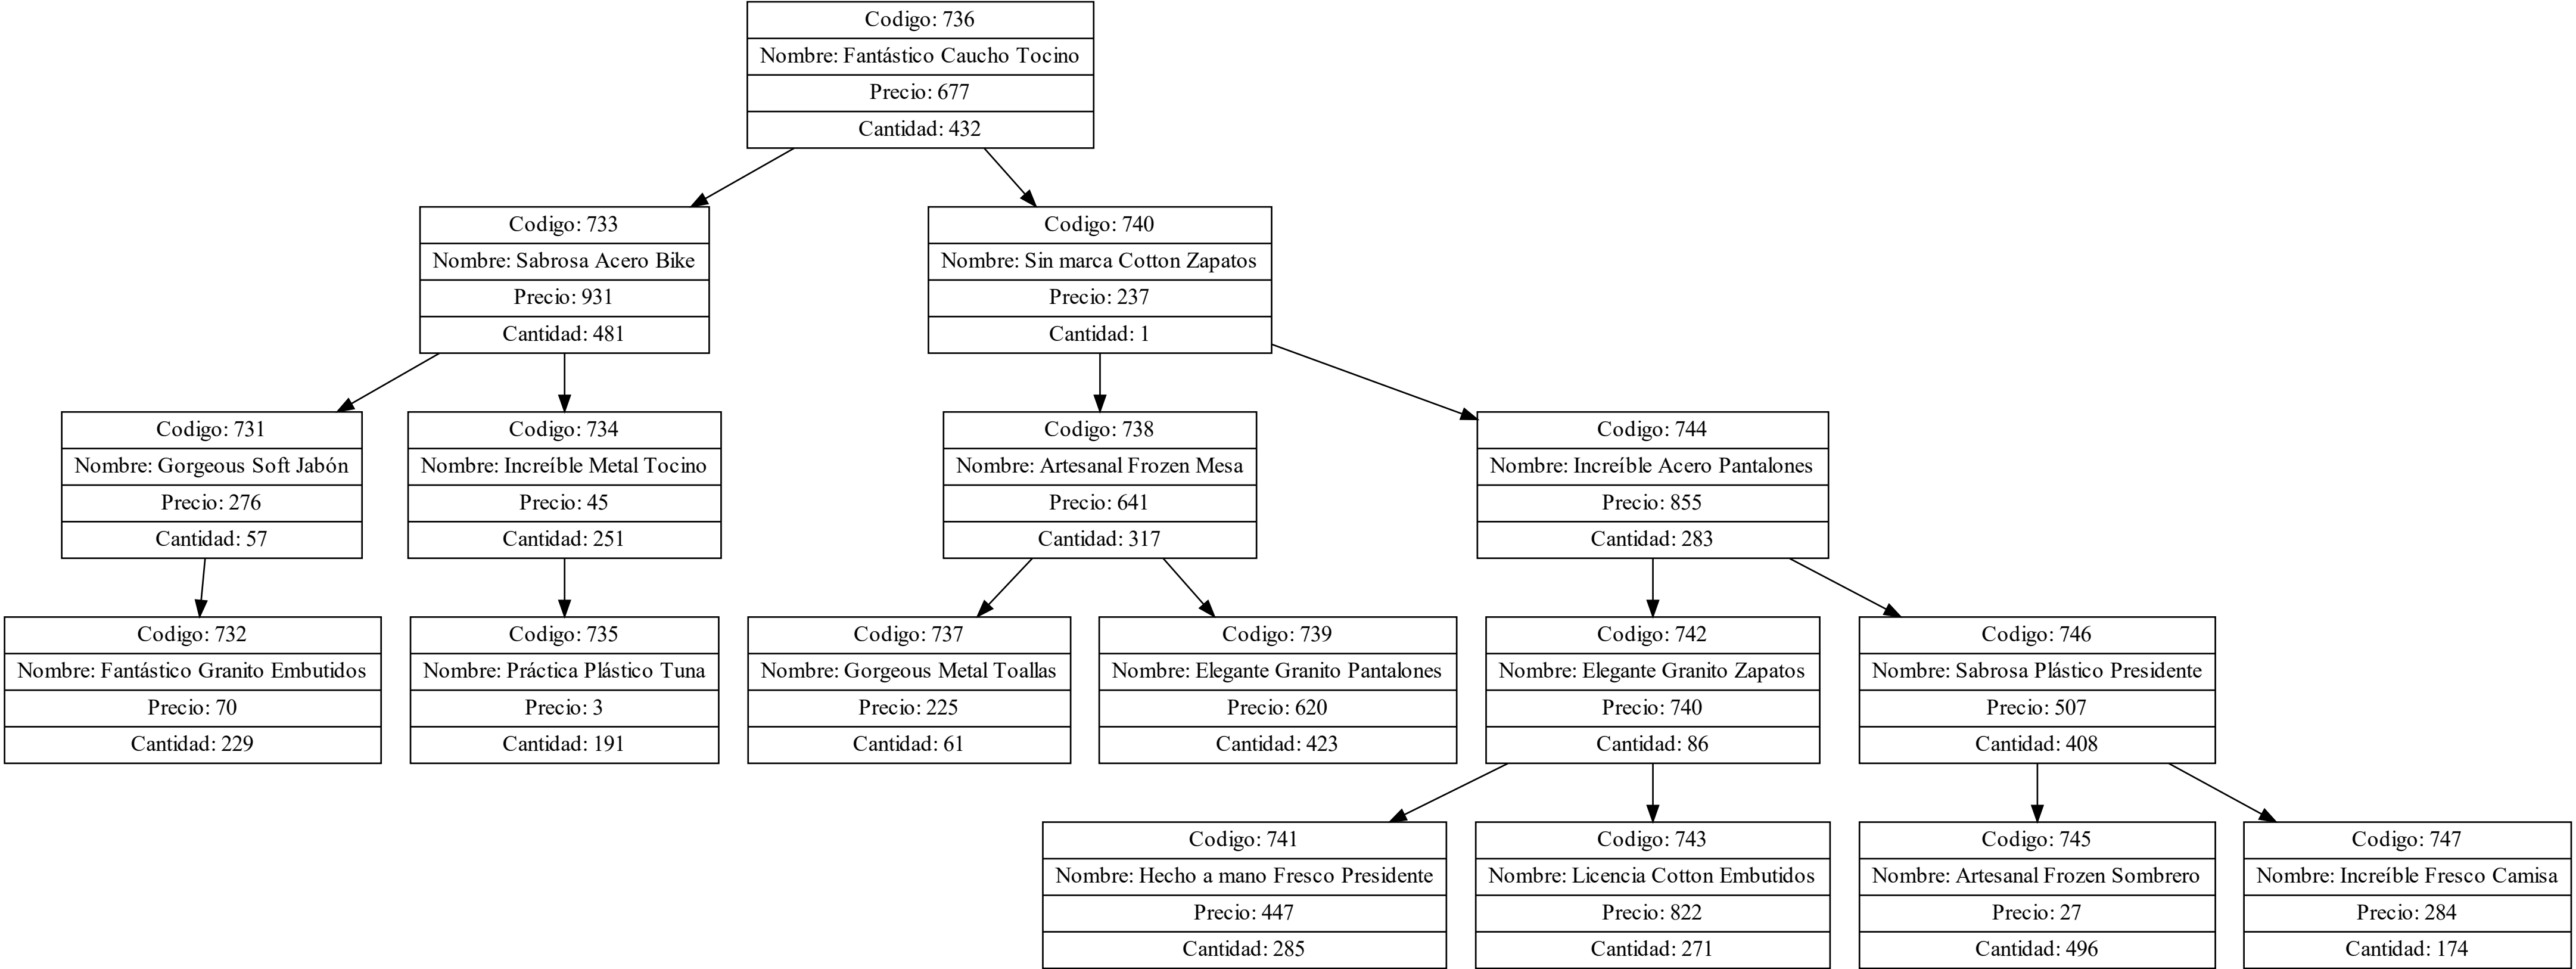 Codigo: 736
Nombre: Fantástico Caucho Tocino
Precio: 677
Cantidad: 432
Codigo: 733
Nombre: Sabrosa Acero Bike
Precio: 931
Cantidad: 481
Codigo: 740
Nombre: Sin marca Cotton Zapatos
Precio: 237
Cantidad: 1
Codigo: 731
Nombre: Gorgeous Soft Jabón
Precio: 276
Cantidad: 57
Codigo: 734
Nombre: Increíble Metal Tocino
Precio: 45
Cantidad: 251
Codigo: 738
Nombre: Artesanal Frozen Mesa
Precio: 641
Cantidad: 317
Codigo: 744
Nombre: Increíble Acero Pantalones
Precio: 855
Cantidad: 283
Codigo: 732
Nombre: Fantástico Granito Embutidos
Precio: 70
Cantidad: 229
Codigo: 735
Nombre: Práctica Plástico Tuna
Precio: 3
Cantidad: 191
Codigo: 737
Nombre: Gorgeous Metal Toallas
Precio: 225
Cantidad: 61
Codigo: 739
Nombre: Elegante Granito Pantalones
Precio: 620
Cantidad: 423
Codigo: 742
Nombre: Elegante Granito Zapatos
Precio: 740
Cantidad: 86
Codigo: 746
Nombre: Sabrosa Plástico Presidente
Precio: 507
Cantidad: 408
Codigo: 741
Nombre: Hecho a mano Fresco Presidente
Precio: 447
Cantidad: 285
Codigo: 743
Nombre: Licencia Cotton Embutidos
Precio: 822
Cantidad: 271
Codigo: 745
Nombre: Artesanal Frozen Sombrero
Precio: 27
Cantidad: 496
Codigo: 747
Nombre: Increíble Fresco Camisa
Precio: 284
Cantidad: 174